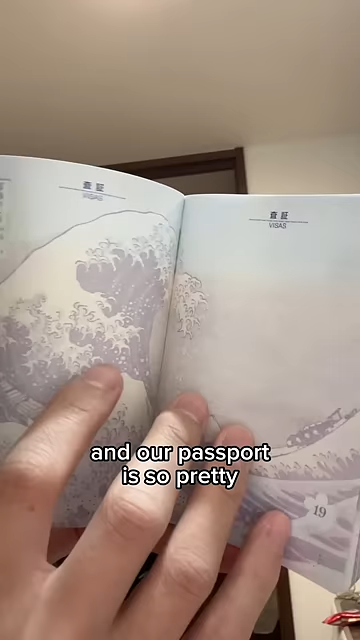 査証
VISAS
査証
VISAS
and our passport
is so pretty
19